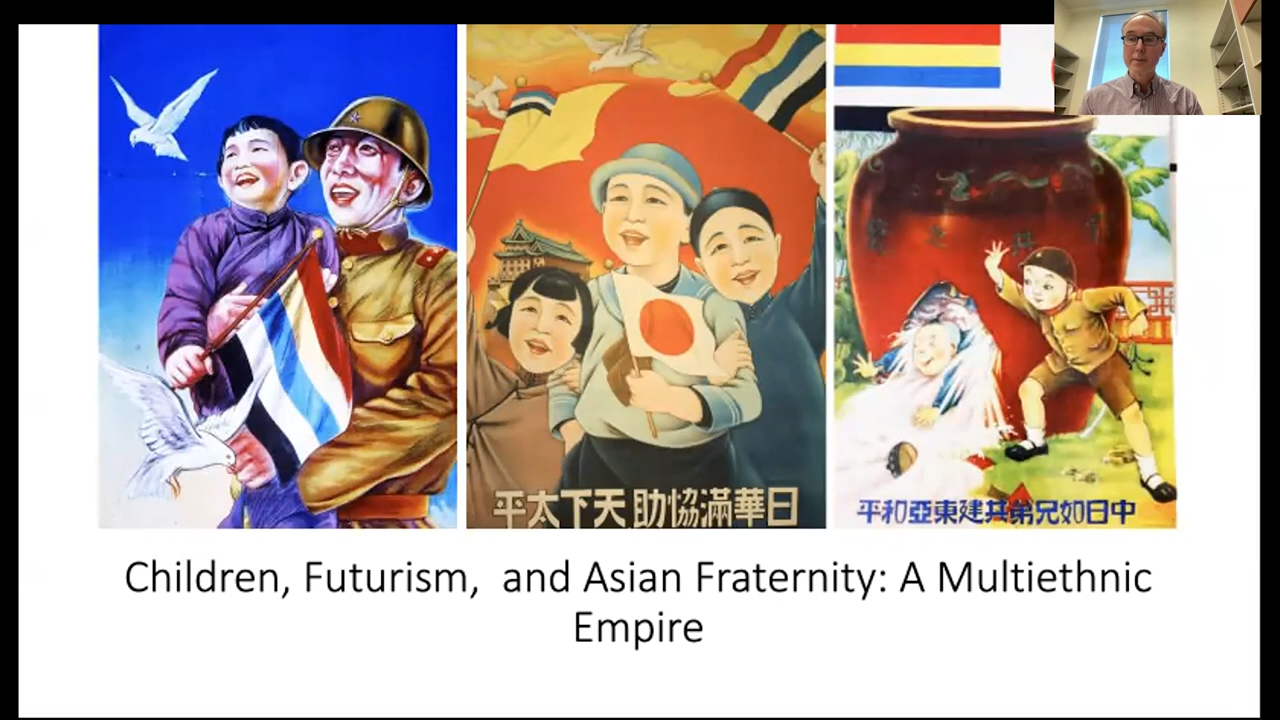 日華滿協助天下太平
中日如兄弟共建東亞和平
Children, Futurism, and Asian Fraternity: A Multiethnic
Empire